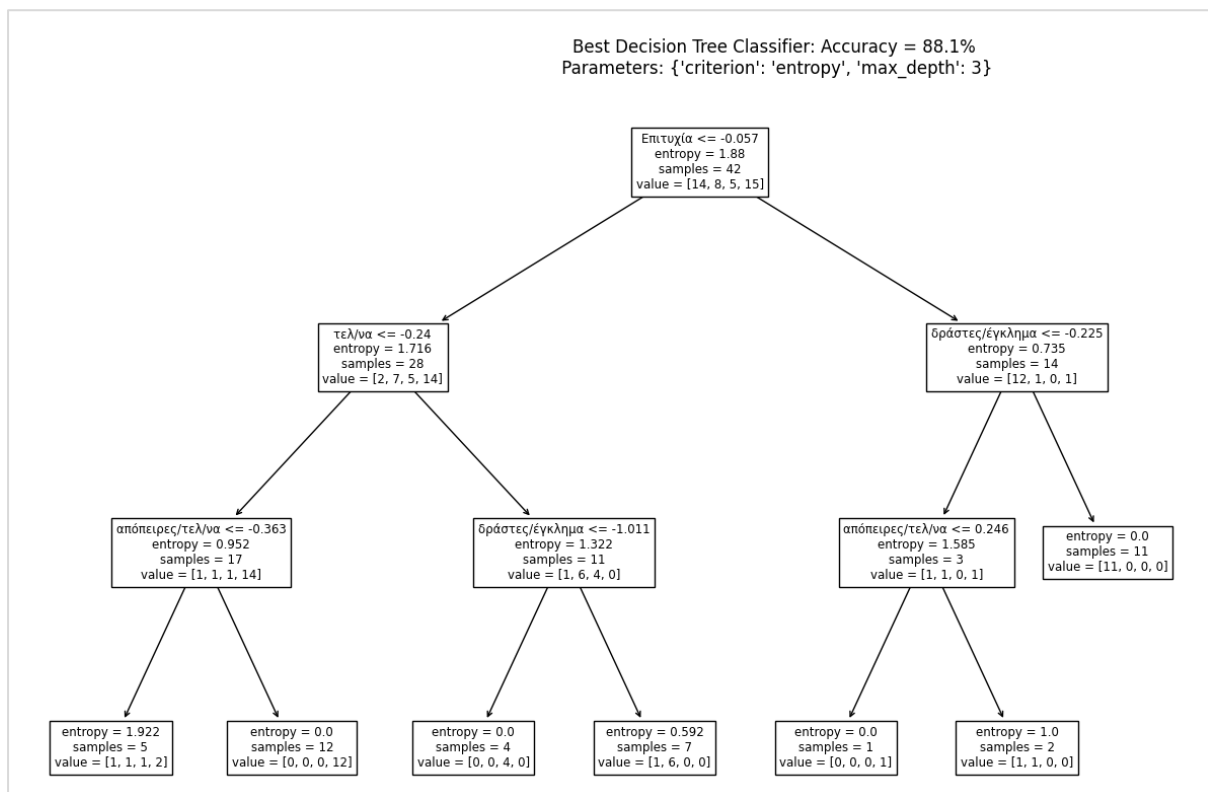 Best Decision Tree Classifier: Accuracy = 88.1%
Parameters: {'criterion': 'entropy', 'max_depth': 3}
Επιτυχία <= -0.057
entropy = 1.88
samples = 42
value = [14, 8, 5, 15]
τελ/να <= -0.24
entropy = 1.716
samples = 28
value = [2, 7, 5, 14]
δράστες/έγκλημα <= -0.225
entropy = 0.735
samples = 14
value = [12, 1, 0, 1]
απόπειρες/τελ/να <= -0.363
entropy = 0.952
samples = 17
value = [1, 1, 1, 14]
δράστες/έγκλημα <= -1.011
entropy = 1.322
samples = 11
value = [1, 6, 4, 0]
απόπειρες/τελ/να <= 0.246
entropy = 1.585
samples = 3
value = [1, 1, 0, 1]
entropy = 0.0
samples = 11
value = [11, 0, 0, 0]
entropy = 1.922
samples = 5
value = [1, 1, 1, 2]
entropy = 0.0
samples = 12
value = [0, 0, 0, 12]
entropy = 0.0
samples = 4
value = [0, 0, 4, 0]
entropy = 0.592
samples = 7
value = [1, 6, 0, 0]
entropy = 0.0
samples = 1
value = [0, 0, 0, 1]
entropy = 1.0
samples = 2
value = [1, 1, 0, 0]